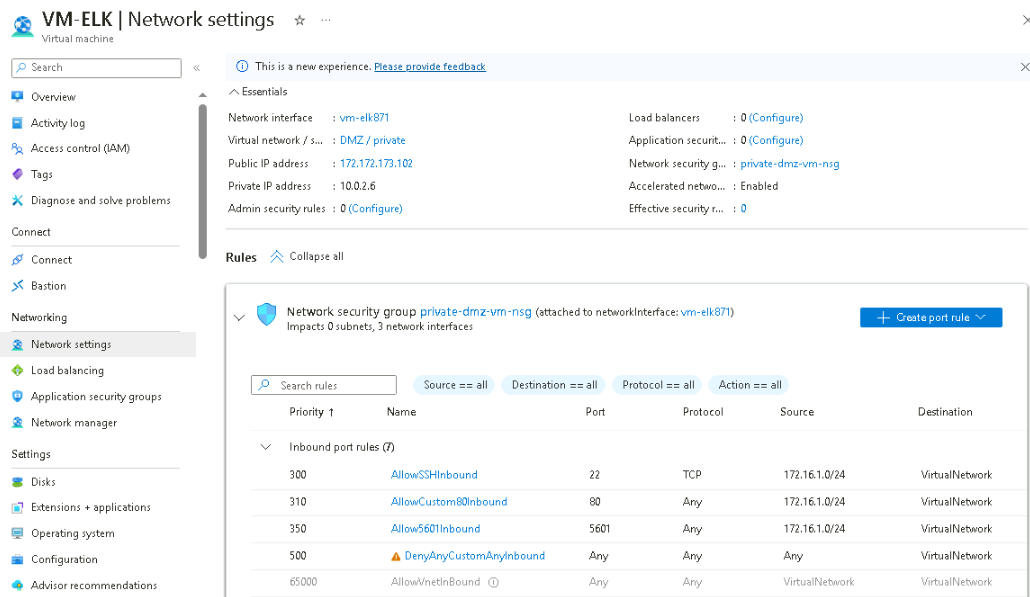 VM-ELK | Network settings ☆ ···
Virtual machine
Search «
Overview
Activity log
Access control (IAM)
Tags
Diagnose and solve problems
Connect
Connect
Bastion
Networking
Network settings
Load balancing
Application security groups
Network manager
Settings
Disks
Extensions + applications
Operating system
Configuration
Advisor recommendations
This is a new experience. Please provide feedback
Essentials
Network interface : vm-elk871
Virtual network / s... : DMZ / private
Public IP address : 172.172.173.102
Private IP address : 10.0.2.6
Admin security rules : 0 (Configure)
Load balancers : 0 (Configure)
Application securit... : 0 (Configure)
Network security g... : private-dmz-vm-nsg
Accelerated netwo... : Enabled
Effective security r... : 0
Rules Collapse all
Network security group private-dmz-vm-nsg (attached to networkInterface: vm-elk871)
Impacts 0 subnets, 3 network interfaces
+ Create port rule
Search rules Source == all Destination == all Protocol == all Action == all
Priority ↑ Name Port Protocol Source Destination
Inbound port rules (7)
300 AllowSSHInbound 22 TCP 172.16.1.0/24 VirtualNetwork
310 AllowCustom80Inbound 80 Any 172.16.1.0/24 VirtualNetwork
350 Allow5601Inbound 5601 Any 172.16.1.0/24 VirtualNetwork
500 DenyAnyCustomAnyInbound Any Any Any VirtualNetwork
65000 AllowVnetInBound Any Any VirtualNetwork VirtualNetwork